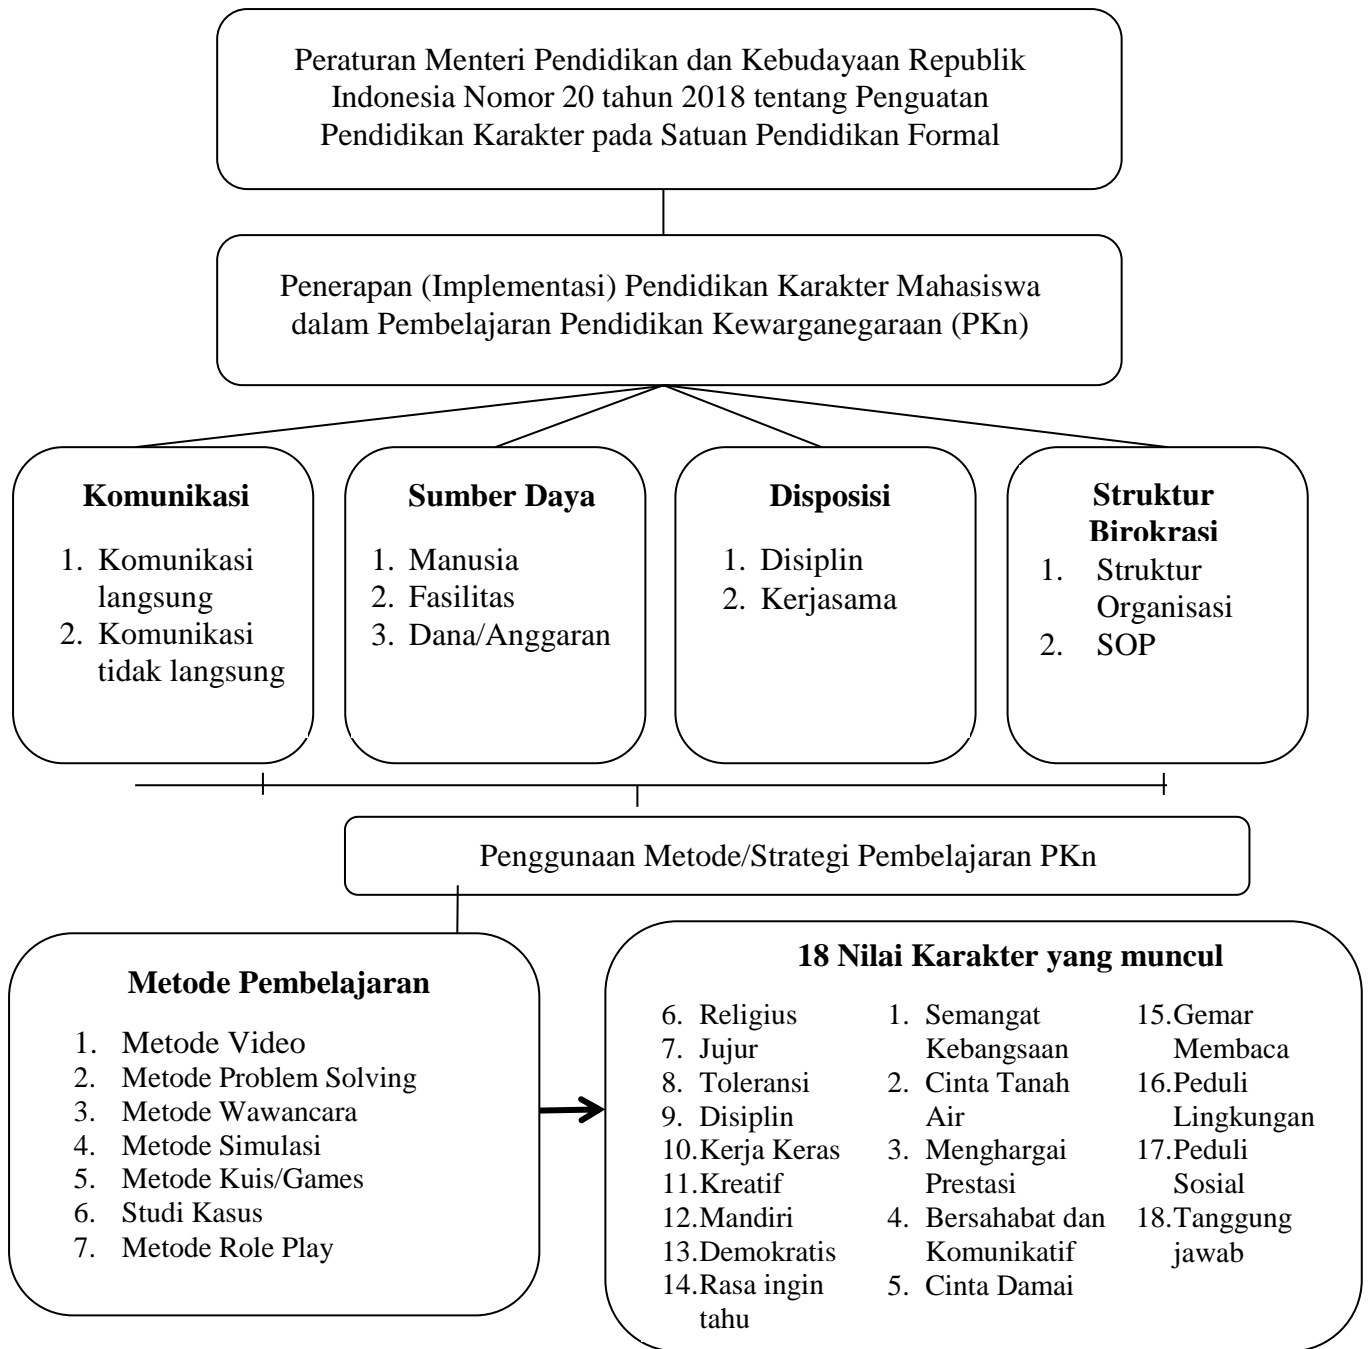 Peraturan Menteri Pendidikan dan Kebudayaan Republik
Indonesia Nomor 20 tahun 2018 tentang Penguatan
Pendidikan Karakter pada Satuan Pendidikan Formal
Penerapan (Implementasi) Pendidikan Karakter Mahasiswa
dalam Pembelajaran Pendidikan Kewarganegaraan (PKn)
Komunikasi
1. Komunikasi
langsung
2. Komunikasi
tidak langsung
Sumber Daya
1. Manusia
2. Fasilitas
3. Dana/Anggaran
Disposisi
1. Disiplin
2. Kerjasama
Struktur
Birokrasi
1. Struktur
Organisasi
2. SOP
Penggunaan Metode/Strategi Pembelajaran PKn
Metode Pembelajaran
1. Metode Video
2. Metode Problem Solving
3. Metode Wawancara
4. Metode Simulasi
5. Metode Kuis/Games
6. Studi Kasus
7. Metode Role Play
18 Nilai Karakter yang muncul
6. Religius
7. Jujur
8. Toleransi
9. Disiplin
10.Kerja Keras
11.Kreatif
12.Mandiri
13.Demokratis
14.Rasa ingin
tahu
1. Semangat
Kebangsaan
2. Cinta Tanah
Air
3. Menghargai
Prestasi
4. Bersahabat dan
Komunikatif
5. Cinta Damai
15.Gemar
Membaca
16.Peduli
Lingkungan
17.Peduli
Sosial
18.Tanggung
jawab